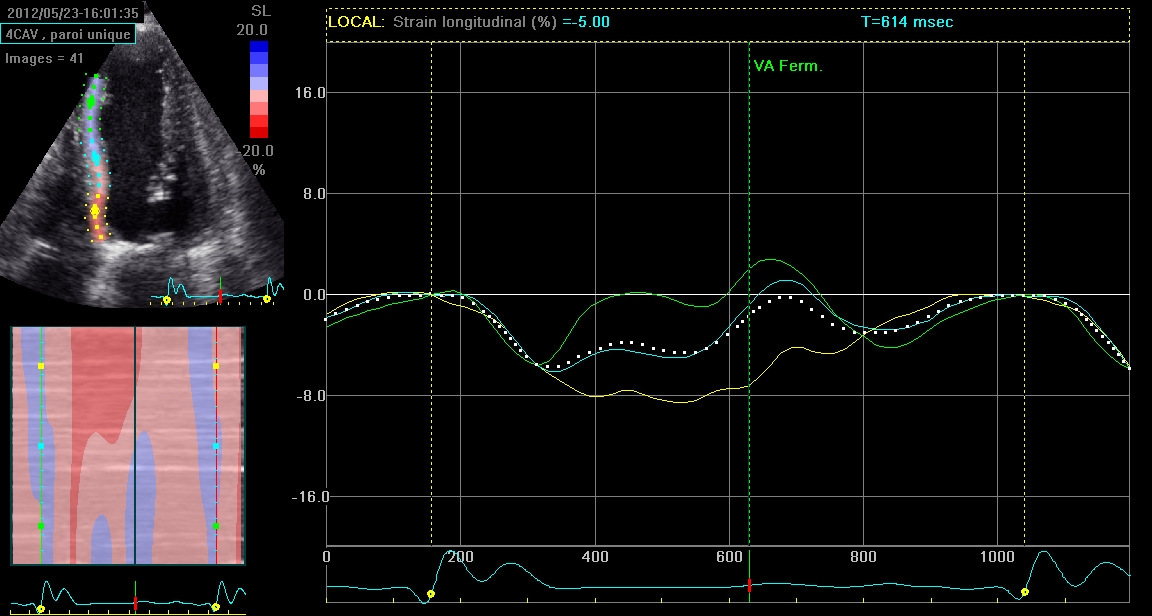 2012/05/23-16:01:35
4CAV , paroi unique
Images = 41
SL
20.0
-20.0
%
LOCAL: Strain longitudinal (%) =-5.00 T=614 msec
VA Ferm.
16.0
8.0
0.0
-8.0
-16.0
0 200 400 600 800 1000